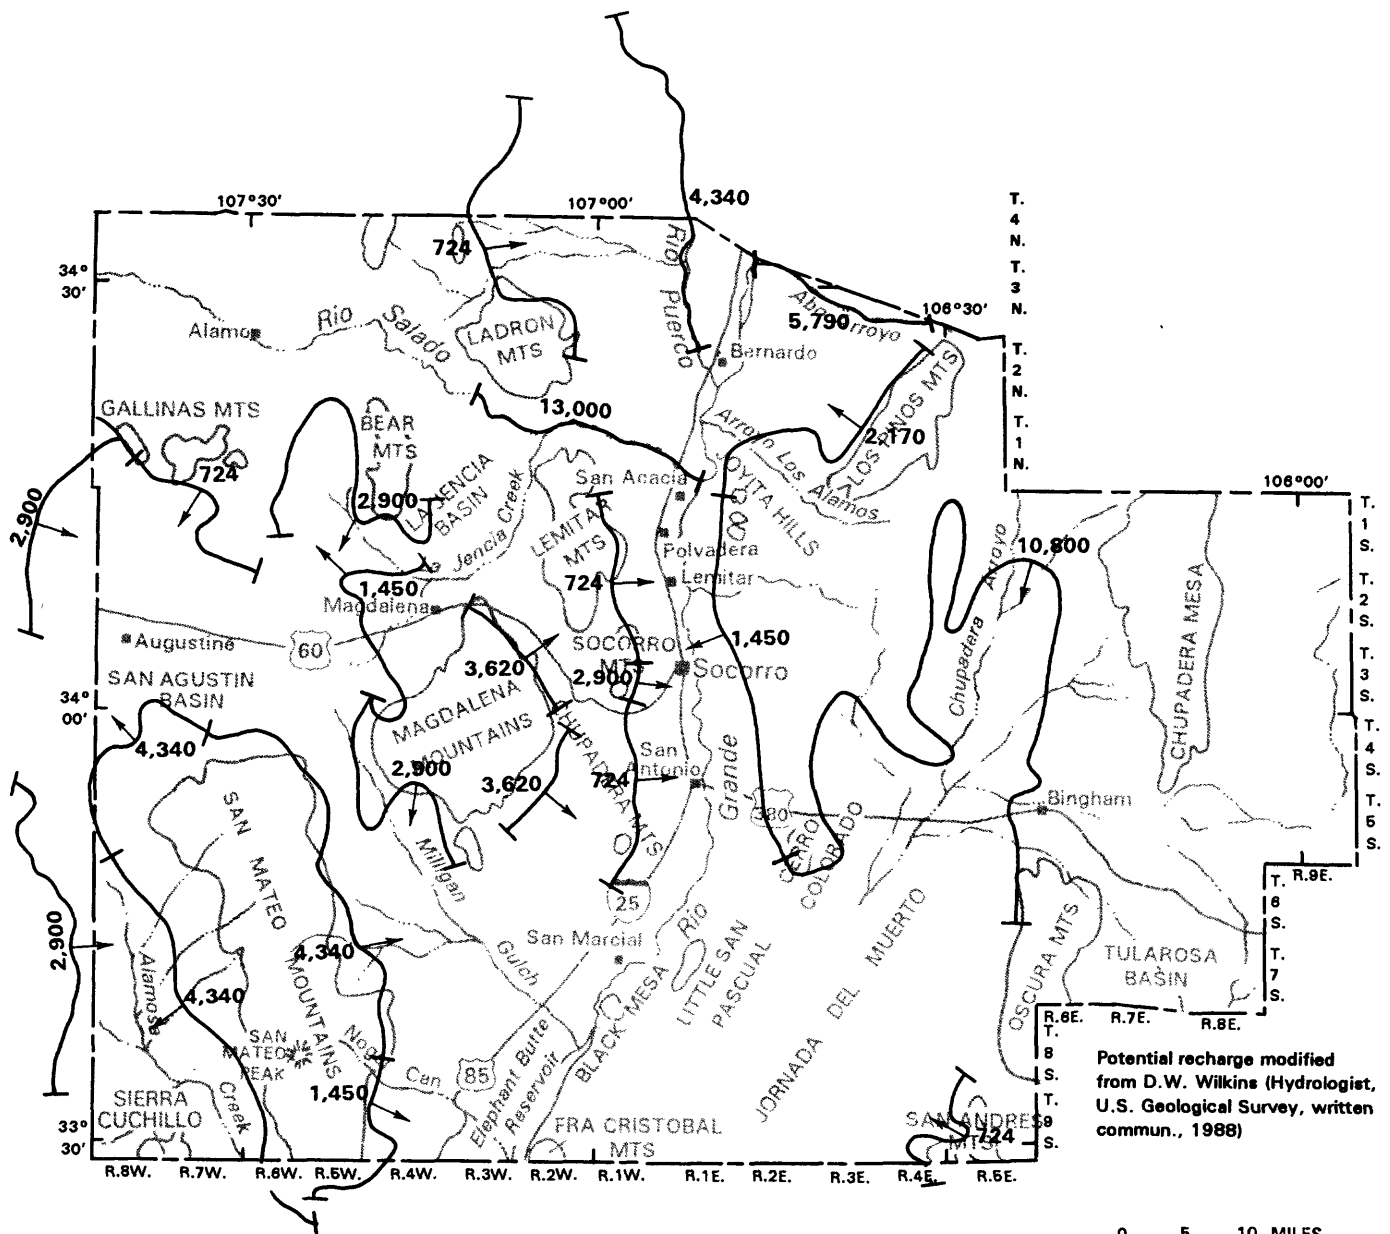 107°30'
107°00'
4,340
T.
4
N.
T.
3
N.
T.
2
N.
T.
1
N.
34°
30'
724
Rio Puerco
106°30'
Abo Arroyo
5,790
Alamo
Rio Salado
LADRON
MTS
Bernardo
LOS PINOS MTS
2,170
GALLINAS MTS
BEAR
MTS
13,000
Arroyo Los Alamos
724
2,900
2,900
LA JENCIA
BASIN
La Jencia Creek
San Acacia
JOYITA HILLS
106°00'
T.
1
S.
T.
2
S.
T.
3
S.
T.
4
S.
T.
5
S.
LEMITAR
MTS
Polvadera
Lemitar
724
10,800
Chupadera Arroyo
CHUPADERA MESA
1,450
Magdalena
Augustine
60
SOCORRO
MTS
1,450
Socorro
3,620
2,900
SAN AGUSTIN
BASIN
34°
00'
MAGDALENA
MOUNTAINS
4,340
2,900
3,620
CHUPADERA MTS
San
Antonio
724
Rio Grande
380
CERRO
COLORADO
Bingham
SAN MATEO MOUNTAINS
Milligan Gulch
25
R.9E.
T.
6
S.
T.
7
S.
2,900
Alamosa Creek
4,340
4,340
San Marcial
LITTLE SAN
PASCUAL
JORNADA DEL MUERTO
OSCURA MTS
TULAROSA
BASIN
SAN
MATEO
PEAK
BLACK MESA
R.6E.
R.7E.
R.8E.
T.
8
S.
T.
9
S.
1,450
Can
85
Elephant Butte
Reservoir
SIERRA
CUCHILLO
FRA CRISTOBAL
MTS
SAN ANDRES
MTS
724
33°
30'
R.8W.
R.7W.
R.6W.
R.5W.
R.4W.
R.3W.
R.2W.
R.1W.
R.1E.
R.2E.
R.3E.
R.4E.
R.5E.
Potential recharge modified
from D.W. Wilkins (Hydrologist,
U.S. Geological Survey, written
commun., 1988)
0 5 10 MILES